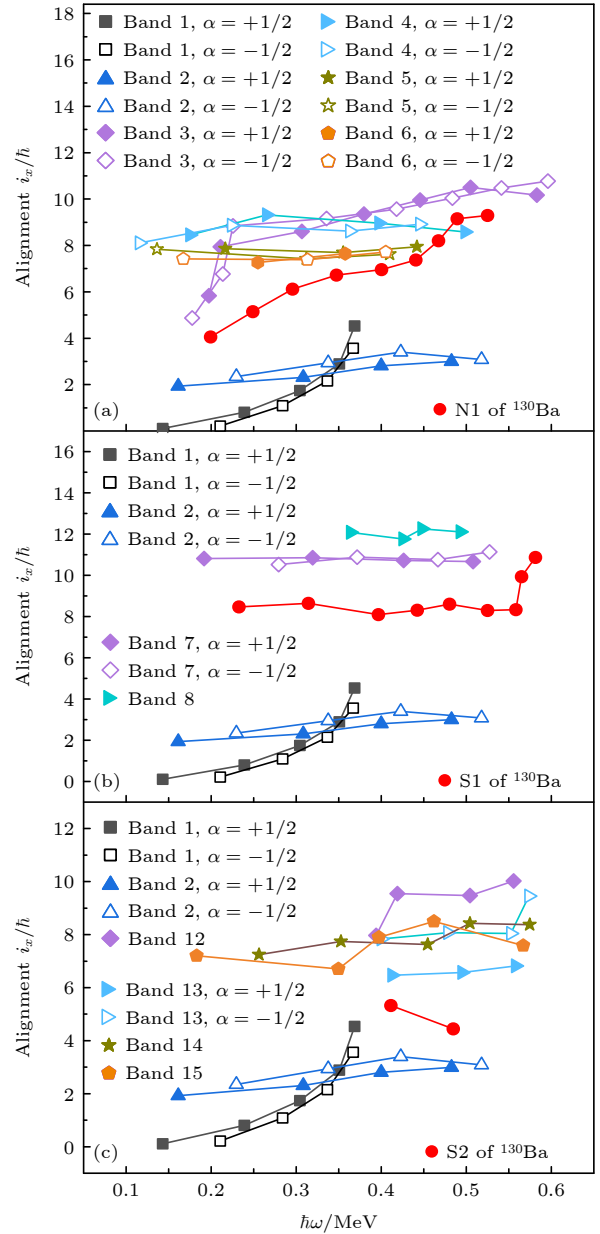 18
16
14
12
10
8
6
4
2
Alignment iₓ/ℏ
Band 1, α = +1/2
Band 1, α = −1/2
Band 2, α = +1/2
Band 2, α = −1/2
Band 3, α = +1/2
Band 3, α = −1/2
Band 4, α = +1/2
Band 4, α = −1/2
Band 5, α = +1/2
Band 5, α = −1/2
Band 6, α = +1/2
Band 6, α = −1/2
(a)
N1 of ¹³⁰Ba
16
14
12
10
8
6
4
2
0
Alignment iₓ/ℏ
Band 1, α = +1/2
Band 1, α = −1/2
Band 2, α = +1/2
Band 2, α = −1/2
Band 7, α = +1/2
Band 7, α = −1/2
Band 8
(b)
S1 of ¹³⁰Ba
12
10
8
6
4
2
0
Alignment iₓ/ℏ
Band 1, α = +1/2
Band 1, α = −1/2
Band 2, α = +1/2
Band 2, α = −1/2
Band 12
Band 13, α = +1/2
Band 13, α = −1/2
Band 14
Band 15
(c)
S2 of ¹³⁰Ba
0.1 0.2 0.3 0.4 0.5 0.6
ℏω/MeV